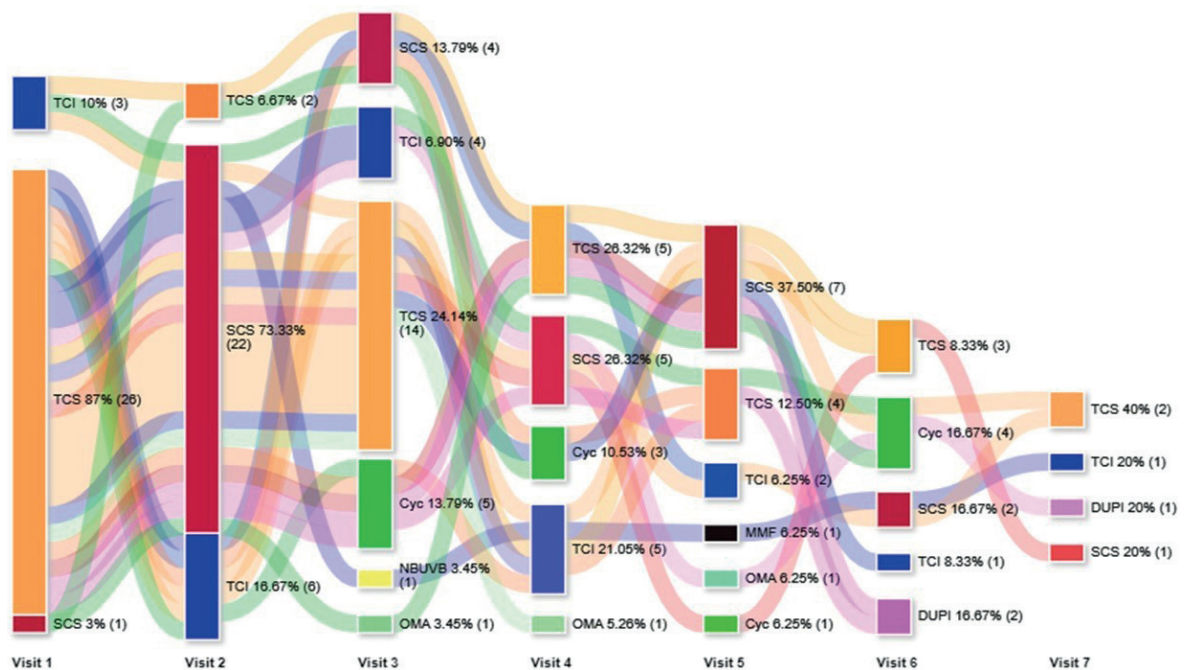 TCI 10% (3)
TCS 87% (26)
SCS 3% (1)
TCS 6.67% (2)
SCS 73.33%
(22)
TCI 16.67% (6)
SCS 13.79% (4)
TCI 6.90% (4)
TCS 24.14%
(14)
Cyc 13.79% (5)
NBUVB 3.45%
(1)
OMA 3.45% (1)
TCS 26.32% (5)
SCS 26.32% (5)
Cyc 10.53% (3)
TCI 21.05% (5)
OMA 5.26% (1)
SCS 37.50% (7)
TCS 12.50% (4)
TCI 6.25% (2)
MMF 6.25% (1)
OMA 6.25% (1)
Cyc 6.25% (1)
TCS 8.33% (3)
Cyc 16.67% (4)
SCS 16.67% (2)
TCI 8.33% (1)
DUPI 16.67% (2)
TCS 40% (2)
TCI 20% (1)
DUPI 20% (1)
SCS 20% (1)
Visit 1
Visit 2
Visit 3
Visit 4
Visit 5
Visit 6
Visit 7